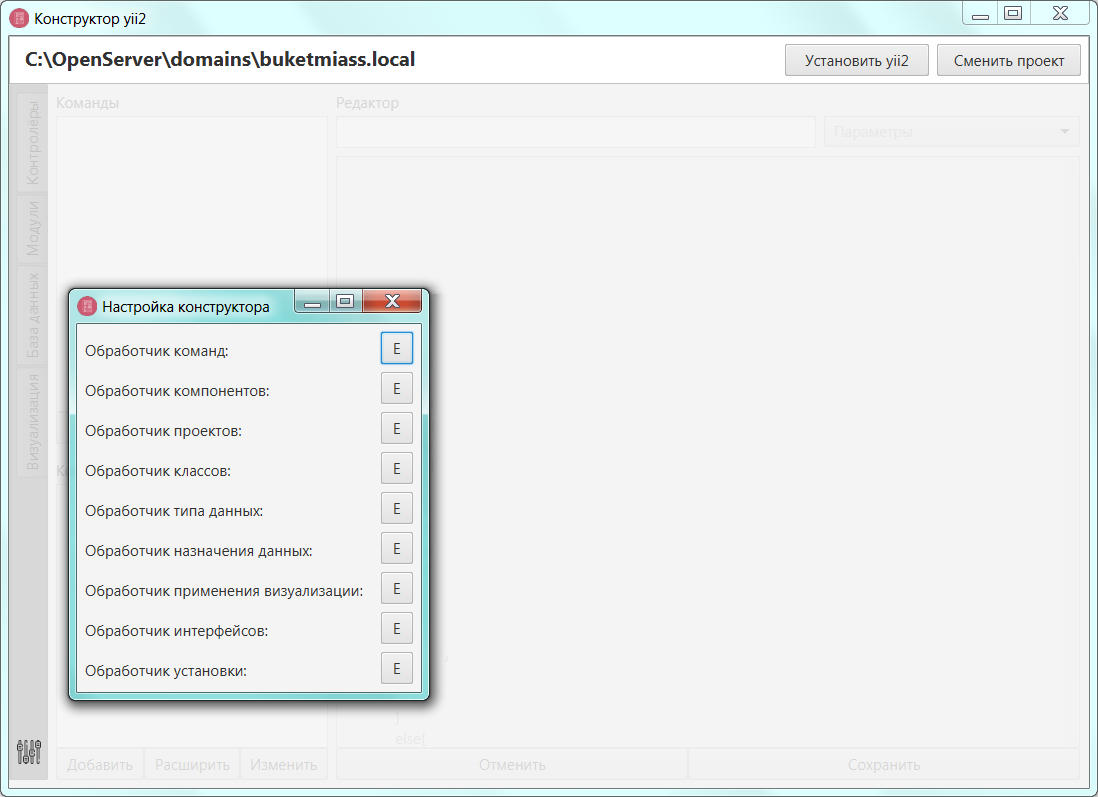 Конструктор yii2
C:\OpenServer\domains\buketmiass.local
Установить yii2
Сменить проект
Команды
Редактор
Параметры
Контролёры
Модули
База данных
Визуализация
Настройка конструктора
Обработчик команд: E
Обработчик компонентов: E
Обработчик проектов: E
Обработчик классов: E
Обработчик типа данных: E
Обработчик назначения данных: E
Обработчик применения визуализации: E
Обработчик интерфейсов: E
Обработчик установки: E
}
else{
Добавить
Расширить
Изменить
Отменить
Сохранить